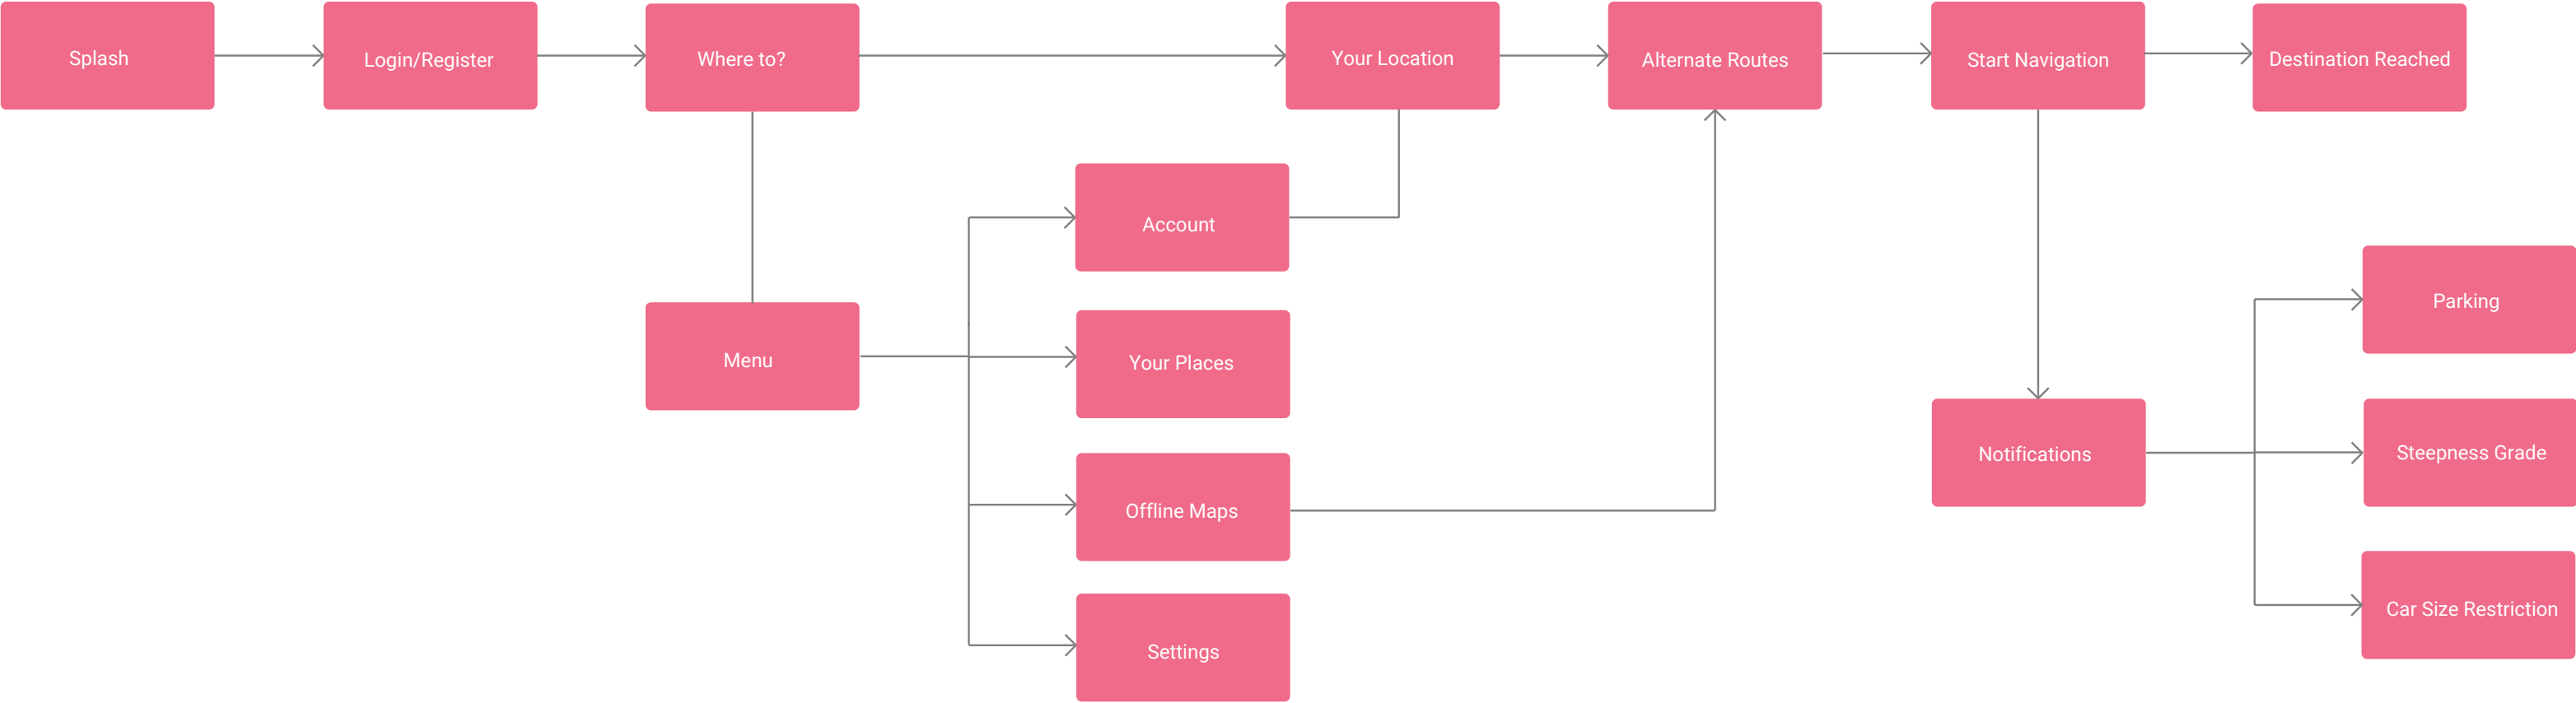 Splash
Login/Register
Where to?
Your Location
Alternate Routes
Start Navigation
Destination Reached
Account
Parking
Menu
Your Places
Notifications
Steepness Grade
Offline Maps
Car Size Restriction
Settings